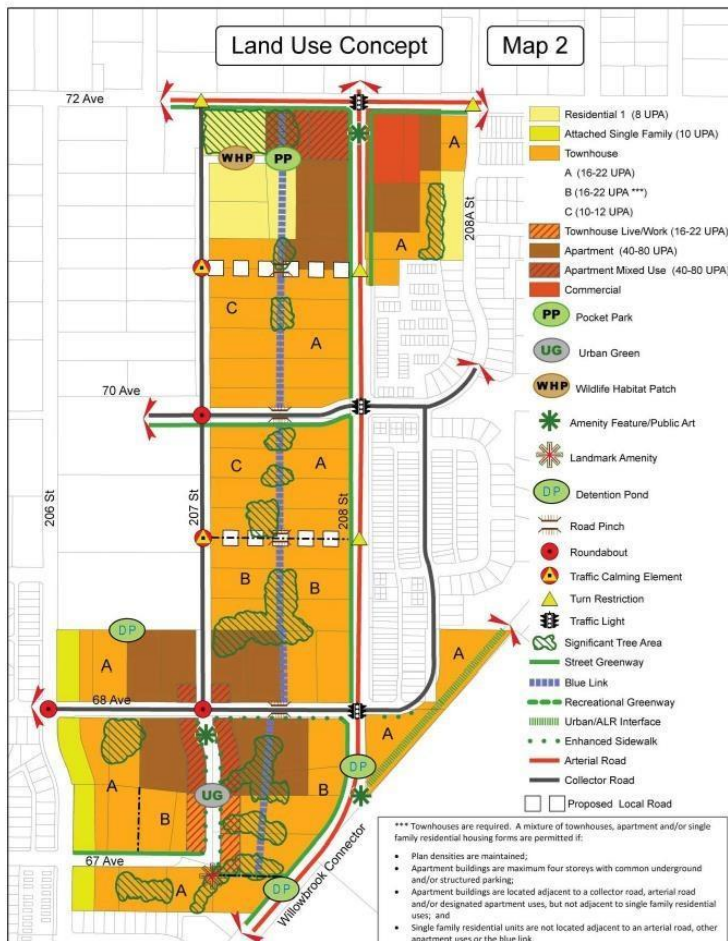 Land Use Concept
Map 2
72 Ave
A
Residential 1 (8 UPA)
Attached Single Family (10 UPA)
Townhouse
A (16-22 UPA)
B (16-22 UPA ***)
C (10-12 UPA)
Townhouse Live/Work (16-22 UPA)
Apartment (40-80 UPA)
Apartment Mixed Use (40-80 UPA)
Commercial
PP Pocket Park
UG Urban Green
WHP Wildlife Habitat Patch
Amenity Feature/Public Art
Landmark Amenity
DP Detention Pond
Road Pinch
Roundabout
Traffic Calming Element
Turn Restriction
Traffic Light
Significant Tree Area
Street Greenway
Blue Link
Recreational Greenway
Urban/ALR Interface
Enhanced Sidewalk
Arterial Road
Collector Road
Proposed Local Road
WHP
PP
208A St
A
C
A
70 Ave
C
A
206 St
207 St
208 St
B
B
DP
A
A
68 Ave
A
A
B
UG
B
DP
67 Ave
A
DP
Willowbrook Connector
*** Townhouses are required. A mixture of townhouses, apartment and/or single
family residential housing forms are permitted if:
• Plan densities are maintained;
• Apartment buildings are maximum four storeys with common underground
and/or structured parking;
• Apartment buildings are located adjacent to a collector road, arterial road
and/or designated apartment uses, but not adjacent to single family residential
uses; and
• Single family residential units are not located adjacent to an arterial road, other
apartment uses or the blue link.